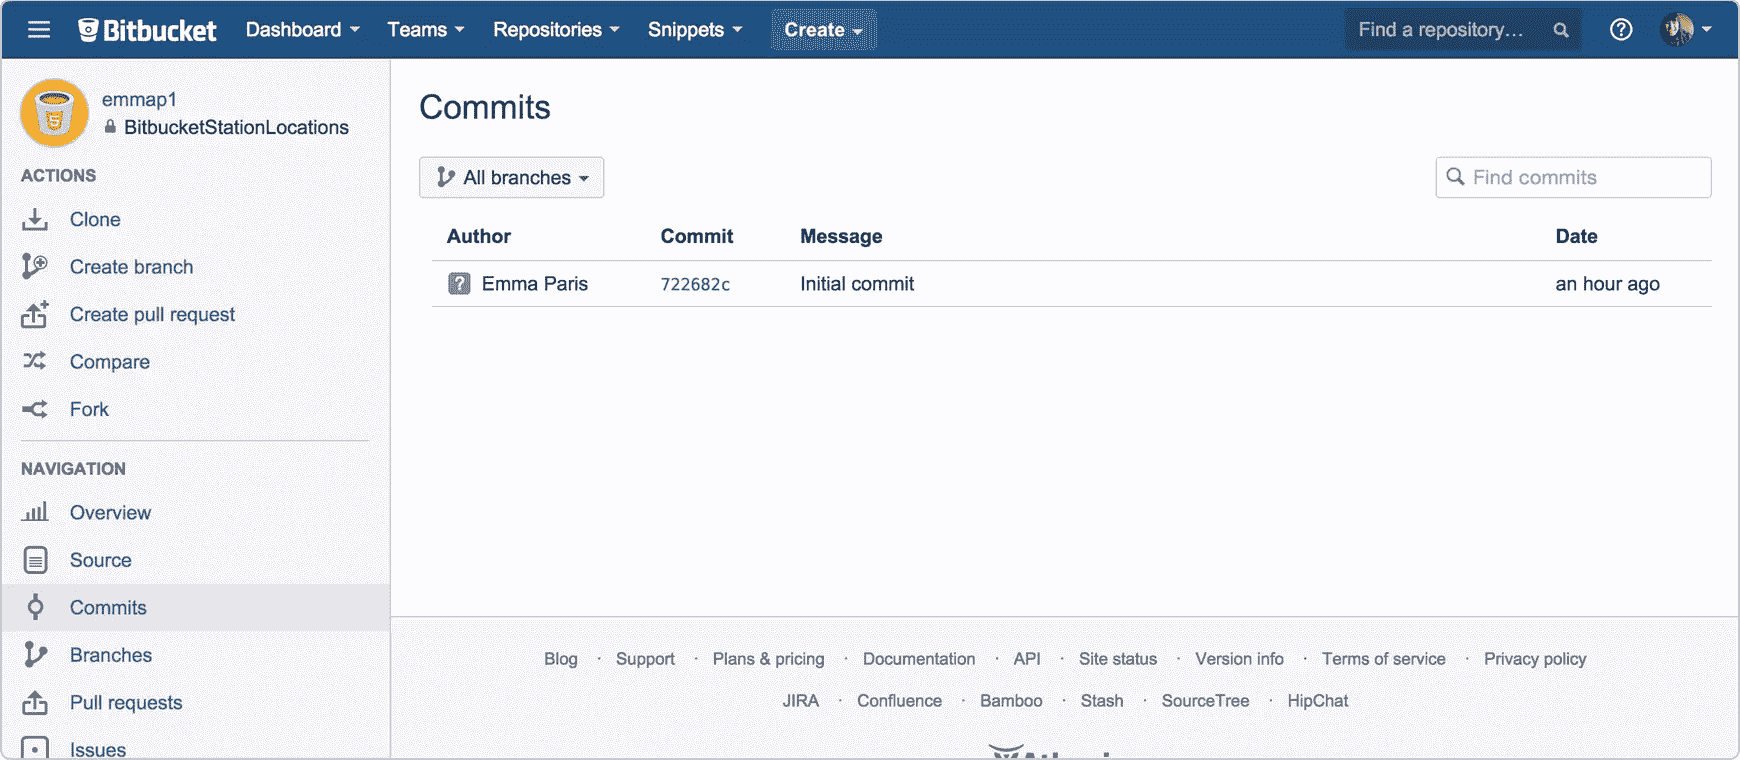 Bitbucket Dashboard Teams Repositories Snippets Create Find a repository... ?
emmap1
BitbucketStationLocations
ACTIONS
Clone
Create branch
Create pull request
Compare
Fork
NAVIGATION
Overview
Source
Commits
Branches
Pull requests
Issues
Commits
All branches Find commits
Author Commit Message Date
? Emma Paris 722682c Initial commit an hour ago
Blog · Support · Plans & pricing · Documentation · API · Site status · Version info · Terms of service · Privacy policy
JIRA · Confluence · Bamboo · Stash · SourceTree · HipChat